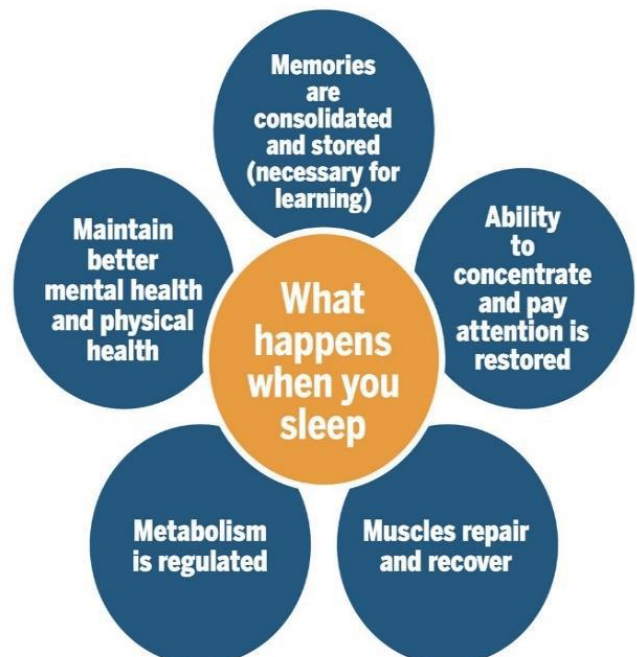 Memories
are
consolidated
and stored
(necessary for
learning)
Ability
to
concentrate
and pay
attention is
restored
Muscles repair
and recover
Metabolism
is regulated
Maintain
better
mental health
and physical
health
What
happens
when you
sleep